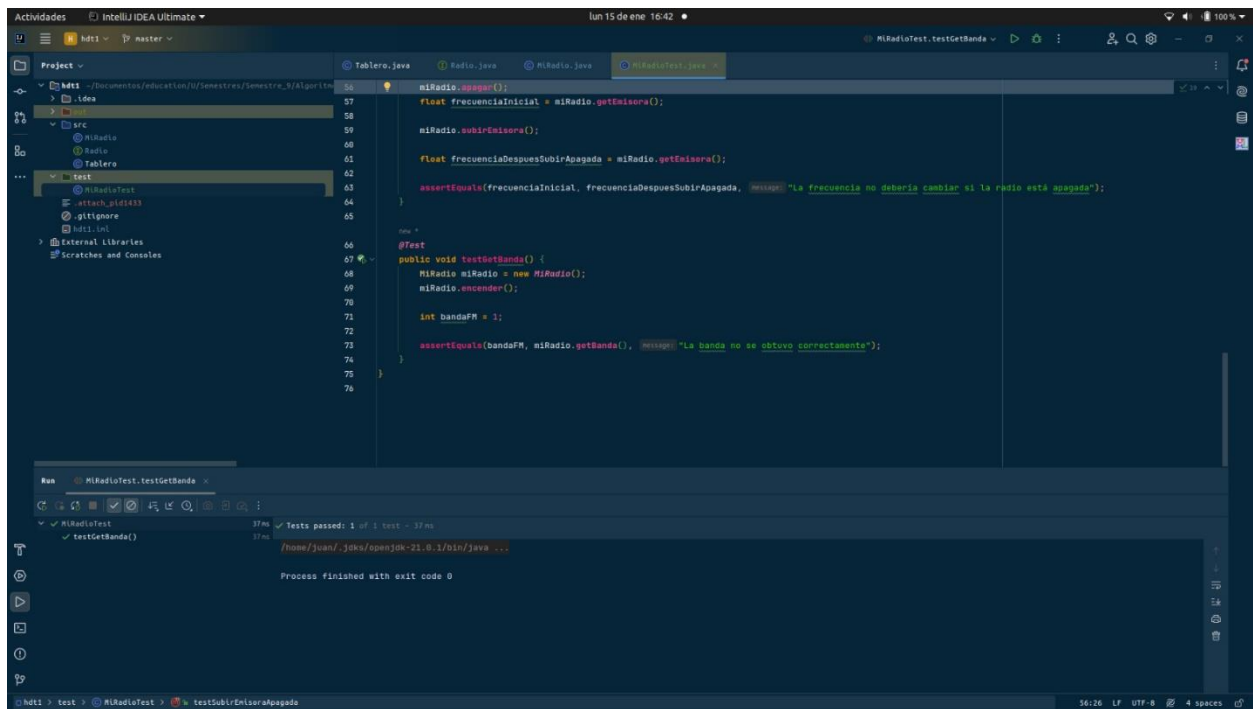 Actividades IntelliJ IDEA Ultimate lun 15 de ene 16:42 100 %
hdt1 master MiRadioTest.testGetBanda
Project Tablero.java Radio.java MiRadio.java MiRadioTest.java
hdt1 ~/Documentos/education/U/Semestres/Semestre_9/Algoritm
.idea
out
src
MiRadio
Radio
Tablero
test
MiRadioTest
.attach_pid1433
.gitignore
hdt1.iml
External Libraries
Scratches and Consoles
56 miRadio.apagar();
57 float frecuenciaInicial = miRadio.getEmisora();
58
59 miRadio.subirEmisora();
60
61 float frecuenciaDespuesSubirApagada = miRadio.getEmisora();
62
63 assertEquals(frecuenciaInicial, frecuenciaDespuesSubirApagada, message: "La frecuencia no debería cambiar si la radio está apagada");
64 }
65
new *
66 @Test
67 public void testGetBanda() {
68 MiRadio miRadio = new MiRadio();
69 miRadio.encender();
70
71 int bandaFM = 1;
72
73 assertEquals(bandaFM, miRadio.getBanda(), message: "La banda no se obtuvo correctamente");
74 }
75 }
76
Run MiRadioTest.testGetBanda
MiRadioTest 37 ms
testGetBanda() 37 ms
Tests passed: 1 of 1 test – 37 ms
/home/juan/.jdks/openjdk-21.0.1/bin/java ...
Process finished with exit code 0
hdt1 > test > MiRadioTest > testSubirEmisoraApagada 56:26 LF UTF-8 4 spaces